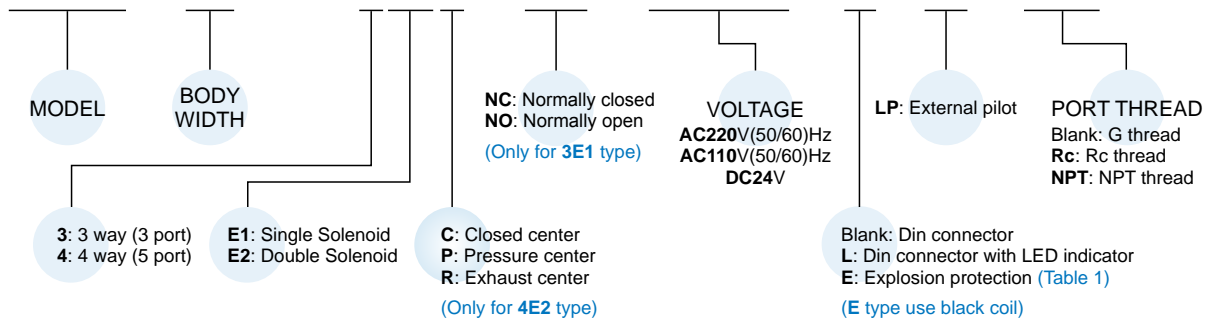 MODEL
BODY
WIDTH
NC: Normally closed
NO: Normally open
(Only for 3E1 type)
VOLTAGE
AC220V(50/60)Hz
AC110V(50/60)Hz
DC24V
LP: External pilot
PORT THREAD
Blank: G thread
Rc: Rc thread
NPT: NPT thread
3: 3 way (3 port)
4: 4 way (5 port)
E1: Single Solenoid
E2: Double Solenoid
C: Closed center
P: Pressure center
R: Exhaust center
(Only for 4E2 type)
Blank: Din connector
L: Din connector with LED indicator
E: Explosion protection (Table 1)
(E type use black coil)